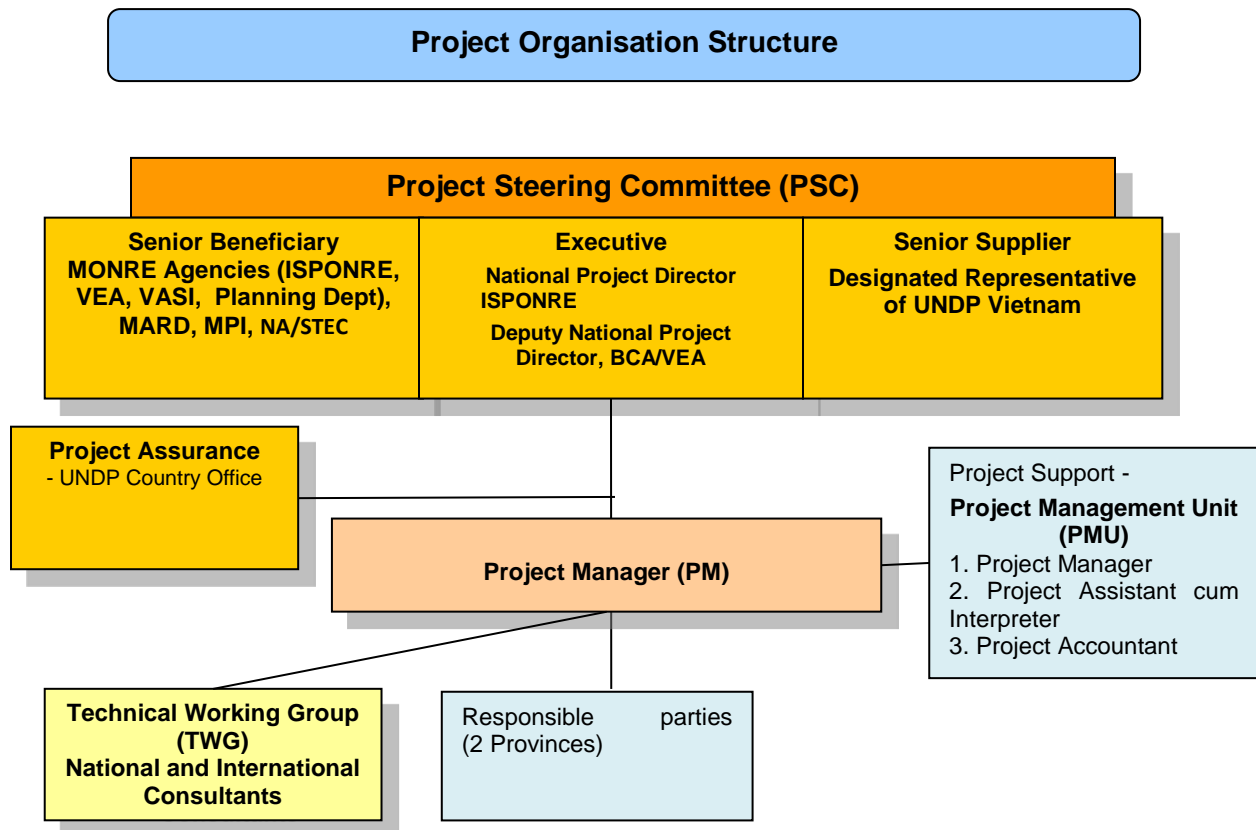 Project Organisation Structure
Project Steering Committee (PSC)
Senior Beneficiary
MONRE Agencies (ISPONRE,
VEA, VASI, Planning Dept),
MARD, MPI, NA/STEC
Executive
National Project Director
ISPONRE
Deputy National Project
Director, BCA/VEA
Senior Supplier
Designated Representative
of UNDP Vietnam
Project Assurance
- UNDP Country Office
Project Support -
Project Management Unit
(PMU)
1. Project Manager
2. Project Assistant cum
Interpreter
3. Project Accountant
Project Manager (PM)
Technical Working Group
(TWG)
National and International
Consultants
Responsible parties
(2 Provinces)